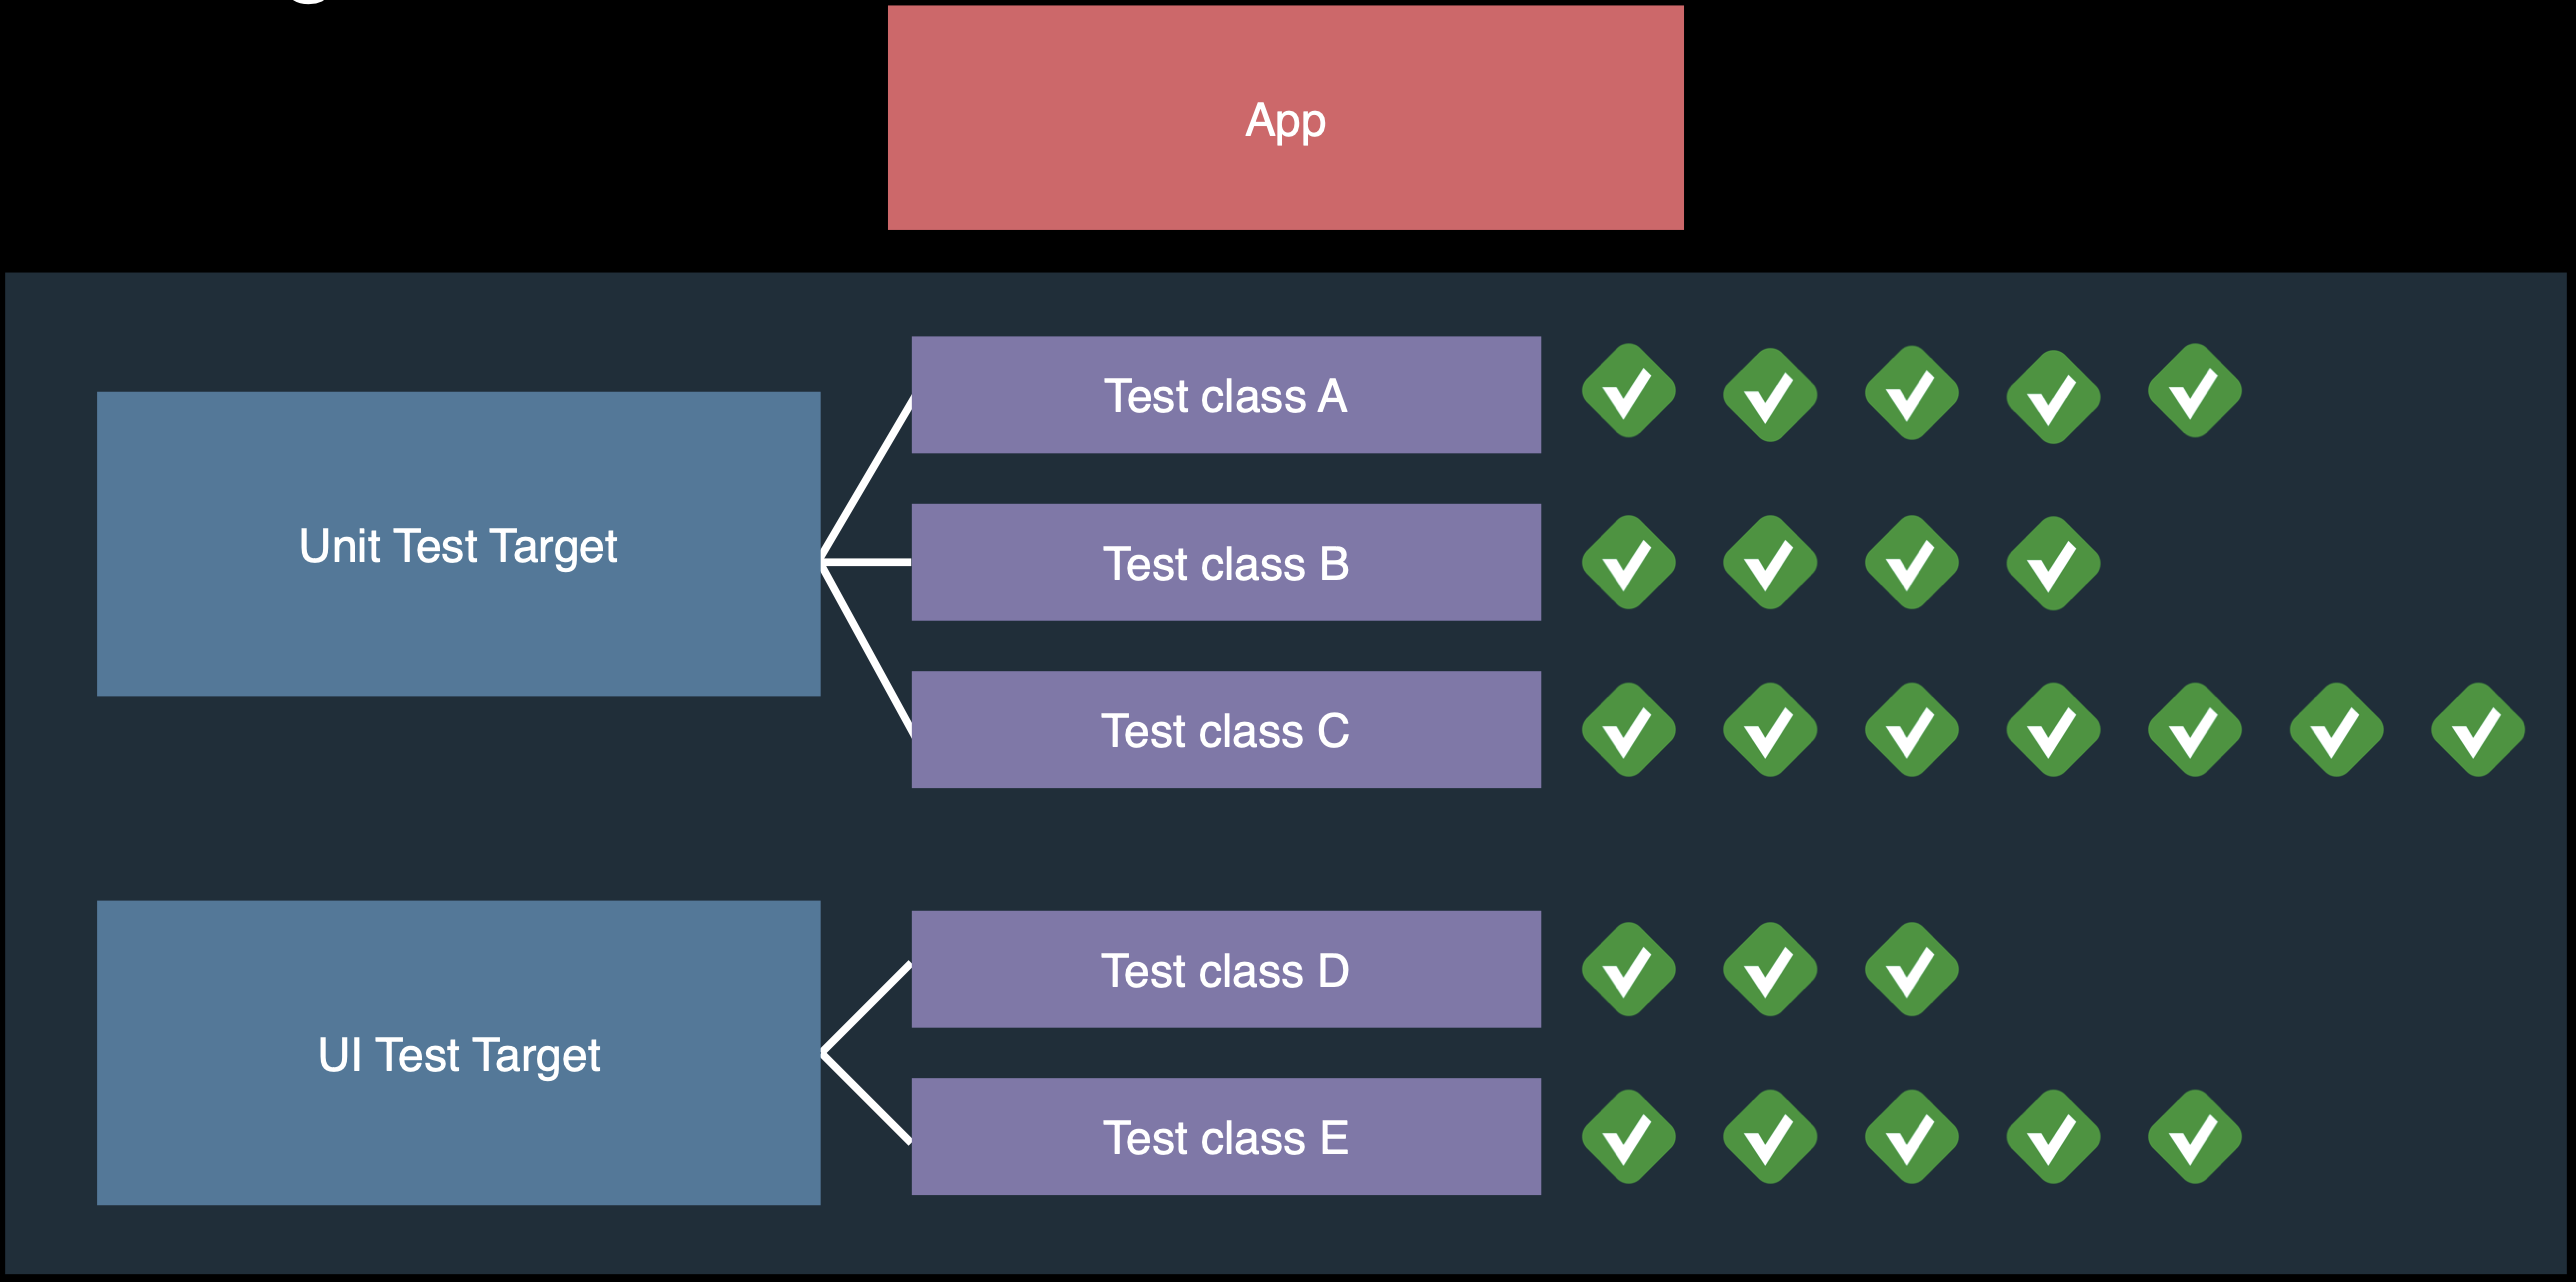 App
Unit Test Target
Test class A
Test class B
Test class C
UI Test Target
Test class D
Test class E